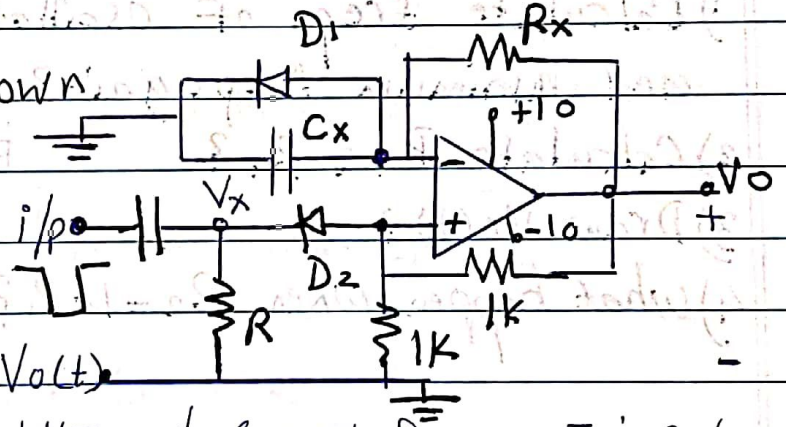 D1
Rx
own
+10
Cx
-
Vx
Vo
i/p
+
+
-10
D2
1K
R
1K
-
Vo(t)